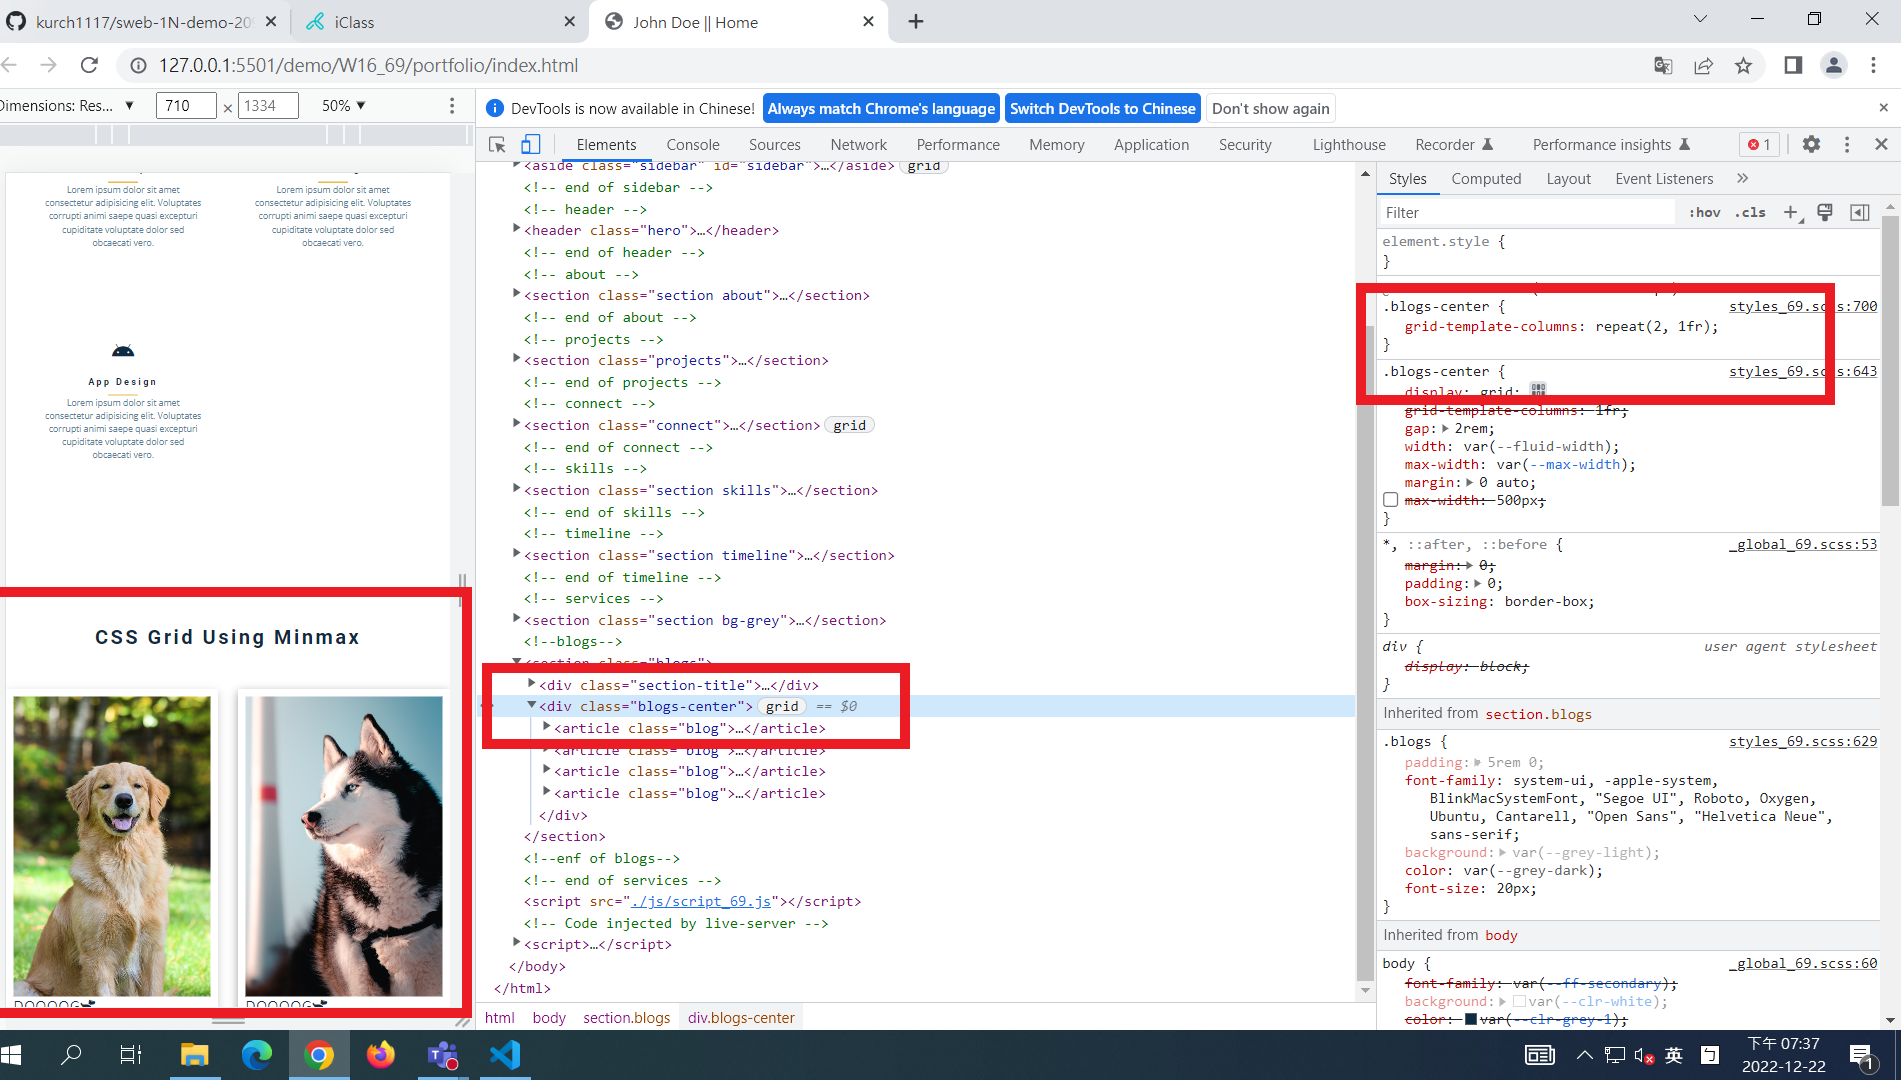 kurch1117/sweb-1N-demo-209
iClass
John Doe || Home
127.0.0.1:5501/demo/W16_69/portfolio/index.html
Dimensions: Res... ▼ 710 × 1334 50% ▼
DevTools is now available in Chinese! Always match Chrome's language Switch DevTools to Chinese Don't show again
Elements Console Sources Network Performance Memory Application Security Lighthouse Recorder Performance insights 1
Lorem ipsum dolor sit amet
consectetur adipisicing elit. Voluptates
corrupti animi saepe quasi excepturi
cupiditate voluptate dolor sed
obcaecati vero.
Lorem ipsum dolor sit amet
consectetur adipisicing elit. Voluptates
corrupti animi saepe quasi excepturi
cupiditate voluptate dolor sed
obcaecati vero.
App Design
Lorem ipsum dolor sit amet
consectetur adipisicing elit. Voluptates
corrupti animi saepe quasi excepturi
cupiditate voluptate dolor sed
obcaecati vero.
CSS Grid Using Minmax
DOOOOG
DOOOOG
<aside class="sidebar" id="sidebar">…</aside> grid
<!-- end of sidebar -->
<!-- header -->
<header class="hero">…</header>
<!-- end of header -->
<!-- about -->
<section class="section about">…</section>
<!-- end of about -->
<!-- projects -->
<section class="projects">…</section>
<!-- end of projects -->
<!-- connect -->
<section class="connect">…</section> grid
<!-- end of connect -->
<!-- skills -->
<section class="section skills">…</section>
<!-- end of skills -->
<!-- timeline -->
<section class="section timeline">…</section>
<!-- end of timeline -->
<!-- services -->
<section class="section bg-grey">…</section>
<!--blogs-->
<section class="blogs">
<div class="section-title">…</div>
<div class="blogs-center"> grid == $0
<article class="blog">…</article>
<article class="blog">…</article>
<article class="blog">…</article>
<article class="blog">…</article>
</div>
</section>
<!--enf of blogs-->
<!-- end of services -->
<script src="./js/script_69.js"></script>
<!-- Code injected by live-server -->
<script>…</script>
</body>
</html>
html body section.blogs div.blogs-center
Styles Computed Layout Event Listeners »
Filter :hov .cls +
element.style {
}
.blogs-center { styles_69.scss:700
grid-template-columns: repeat(2, 1fr);
}
.blogs-center { styles_69.scss:643
display: grid;
grid-template-columns: 1fr;
gap: 2rem;
width: var(--fluid-width);
max-width: var(--max-width);
margin: 0 auto;
max-width: 500px;
}
*, ::after, ::before { _global_69.scss:53
margin: 0;
padding: 0;
box-sizing: border-box;
}
div { user agent stylesheet
display: block;
}
Inherited from section.blogs
.blogs { styles_69.scss:629
padding: 5rem 0;
font-family: system-ui, -apple-system,
BlinkMacSystemFont, "Segoe UI", Roboto, Oxygen,
Ubuntu, Cantarell, "Open Sans", "Helvetica Neue",
sans-serif;
background: var(--grey-light);
color: var(--grey-dark);
font-size: 20px;
}
Inherited from body
body { _global_69.scss:60
font-family: var(--ff-secondary);
background: var(--clr-white);
color: var(--clr-grey-1);
英
下午 07:37
2022-12-22
1